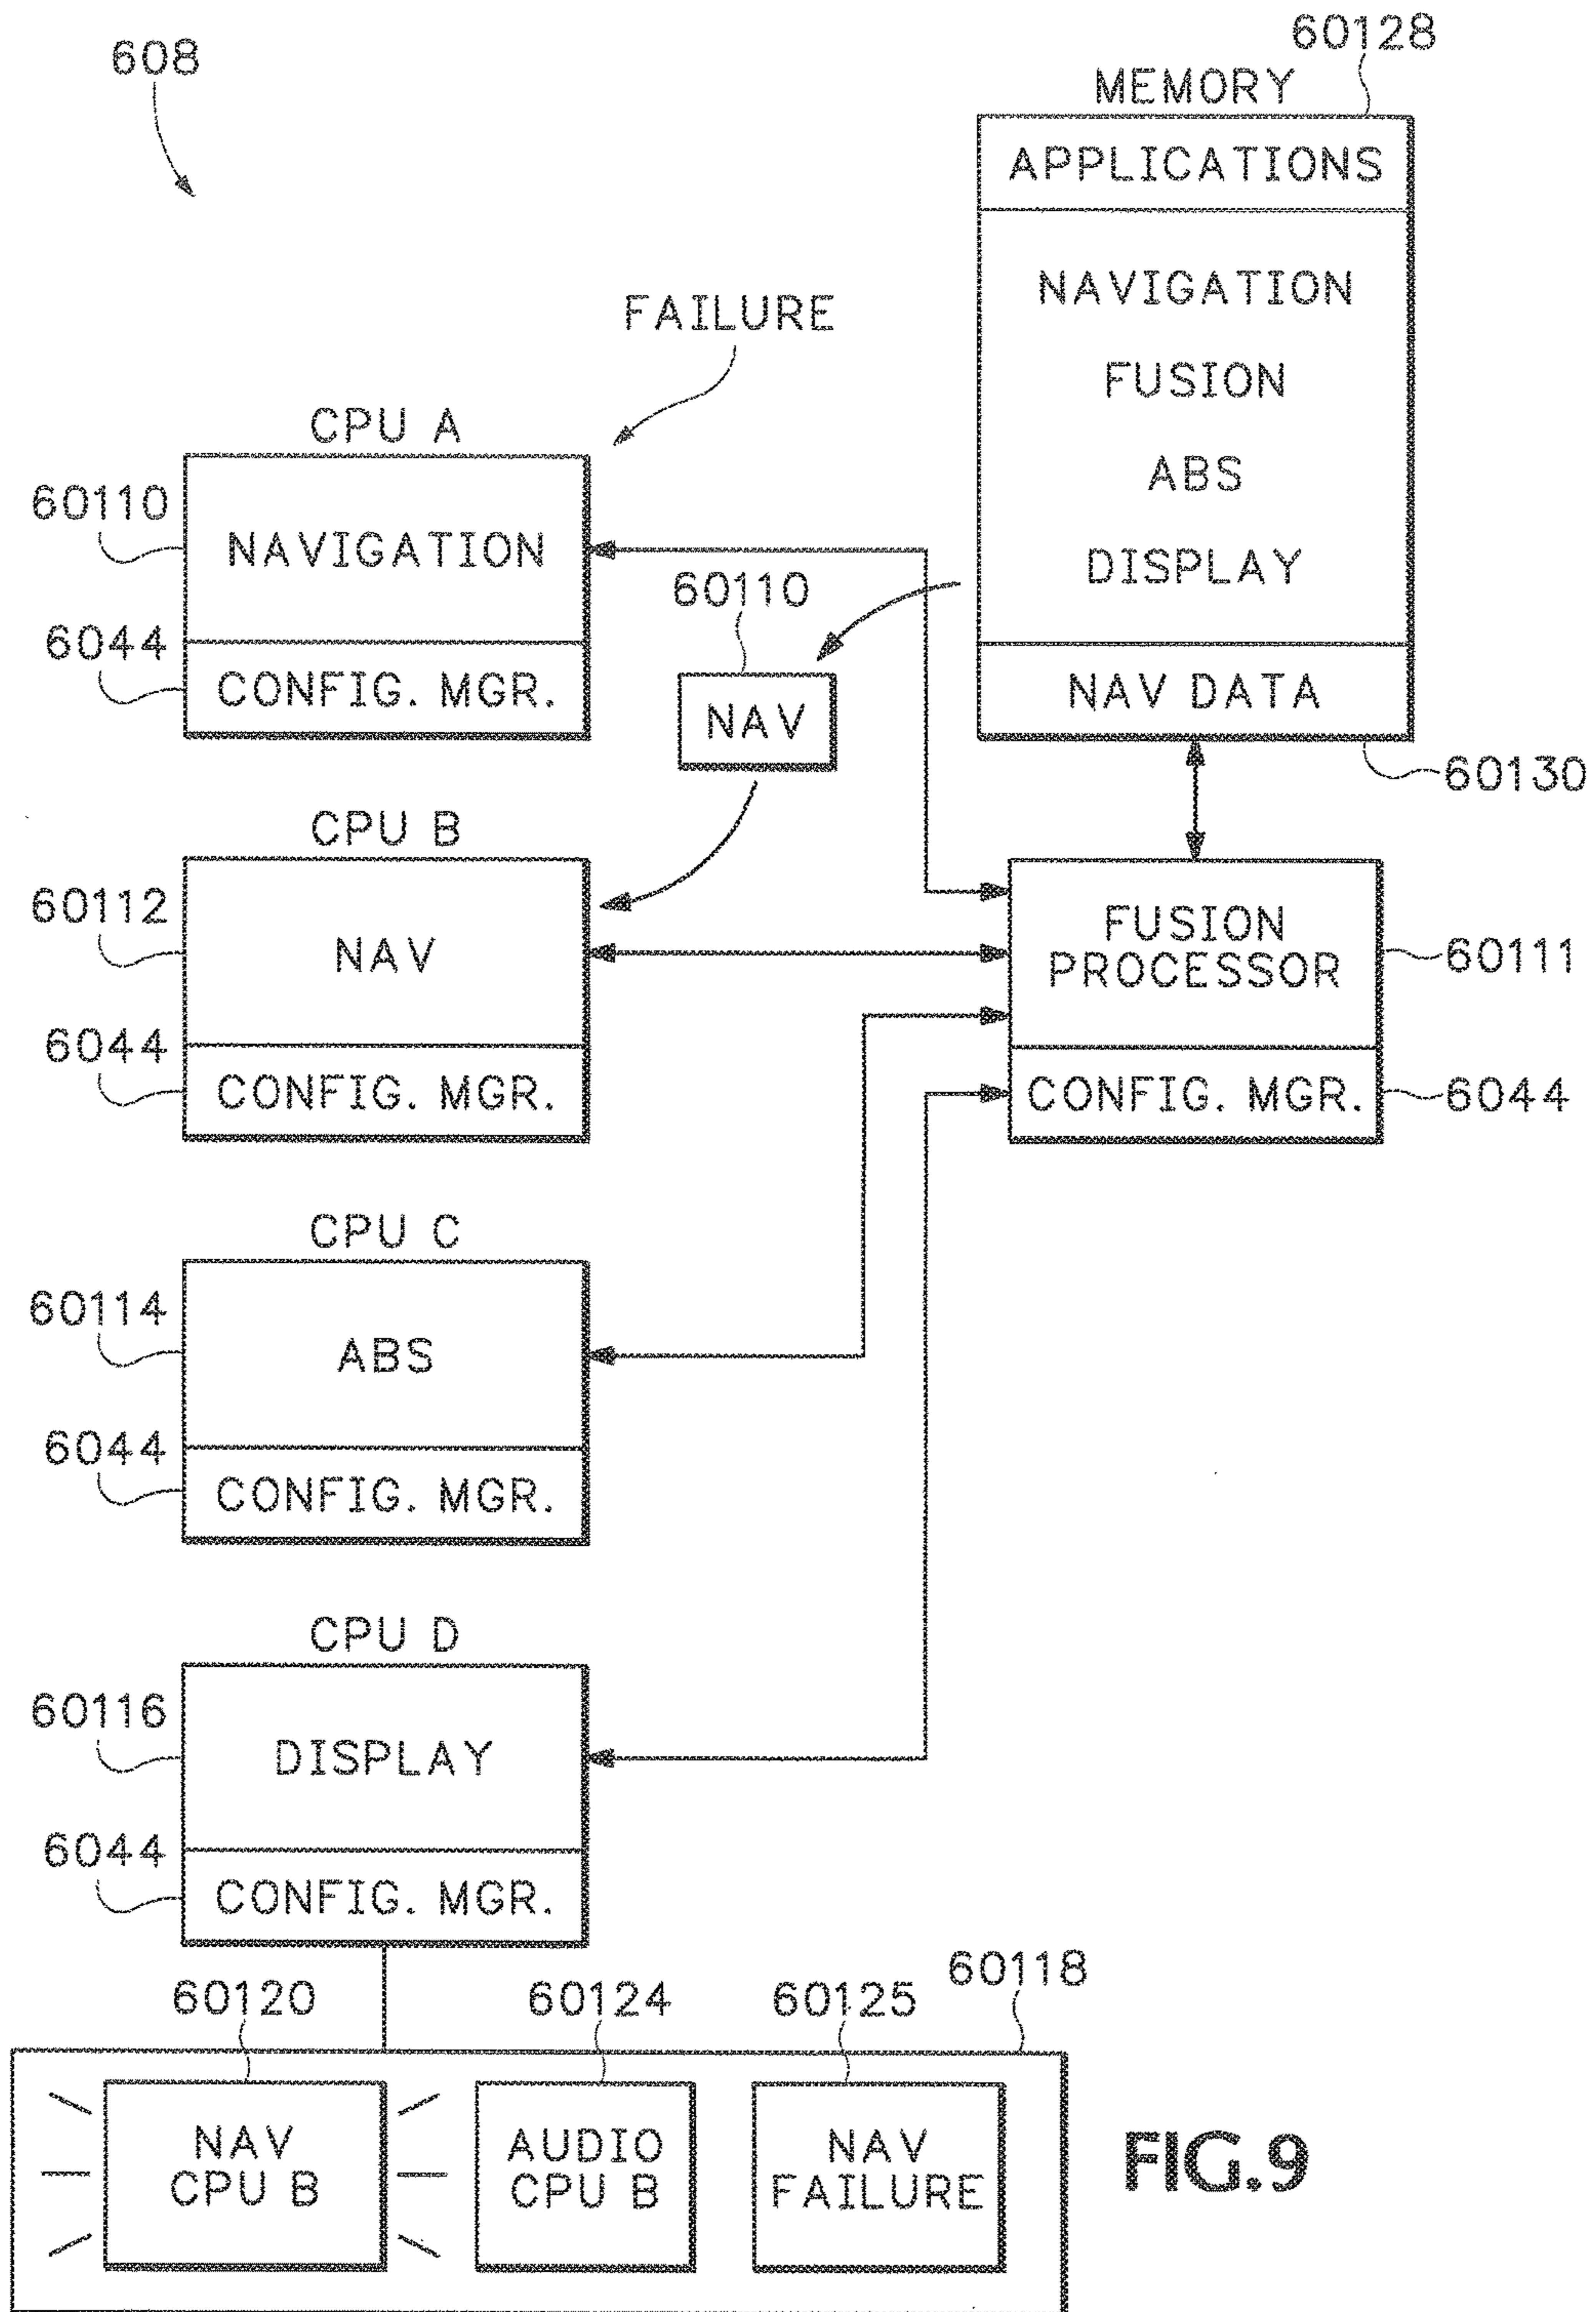 608
60128
MEMORY
APPLICATIONS
NAVIGATION
FUSION
ABS
DISPLAY
NAV DATA
60130
FAILURE
CPU A
60110
NAVIGATION
6044
CONFIG. MGR.
60110
NAV
CPU B
60112
NAV
6044
CONFIG. MGR.
FUSION
PROCESSOR
60111
CONFIG. MGR.
6044
CPU C
60114
ABS
6044
CONFIG. MGR.
CPU D
60116
DISPLAY
6044
CONFIG. MGR.
60120
60124
60125
60118
NAV
CPU B
AUDIO
CPU B
NAV
FAILURE
FIG.9